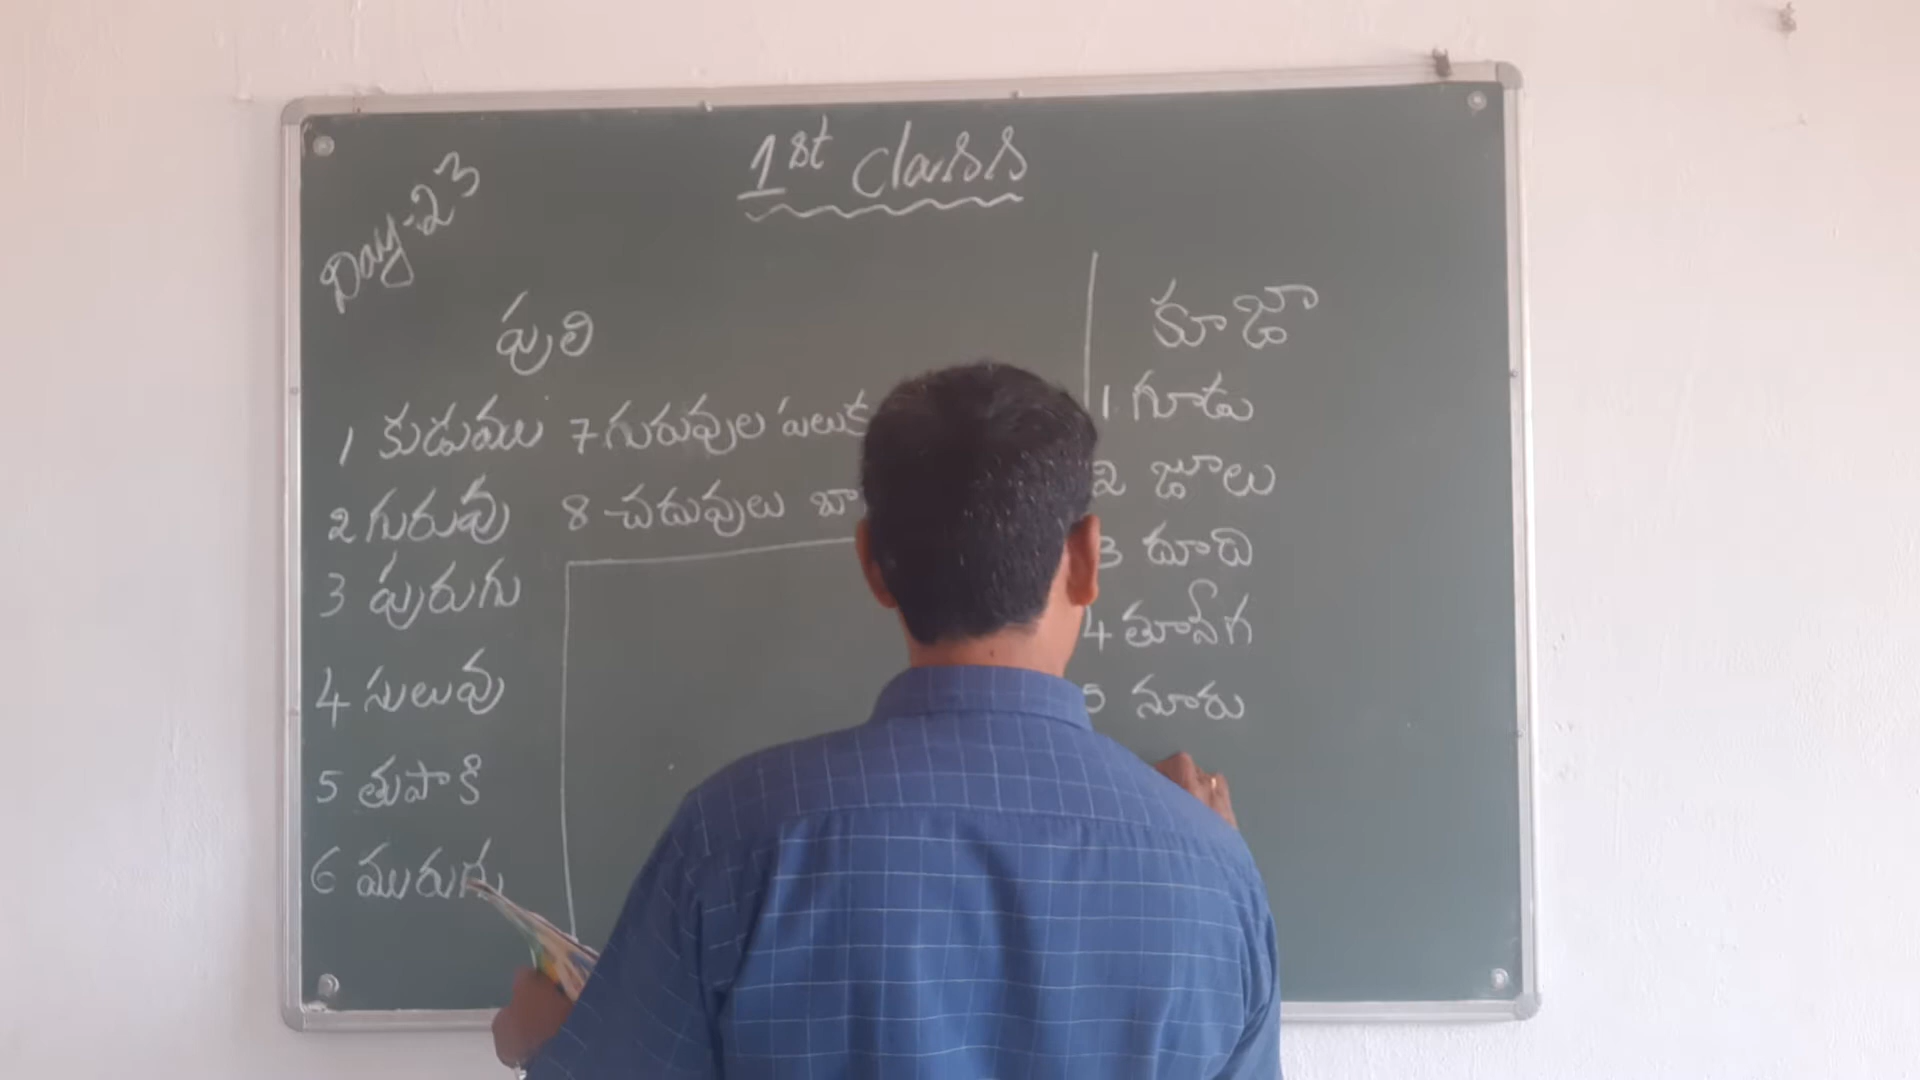 1st class
Day-23
పులి
1 కుడుము
2 గురువు
3 పురుగు
4 సులువు
5 తుపాకి
6 మురుగు
7 గురువుల
8 చదువులు
కూజా
1. గూడు
2 జూలు
3 దూది
4 తూనీగ
5 నూరు